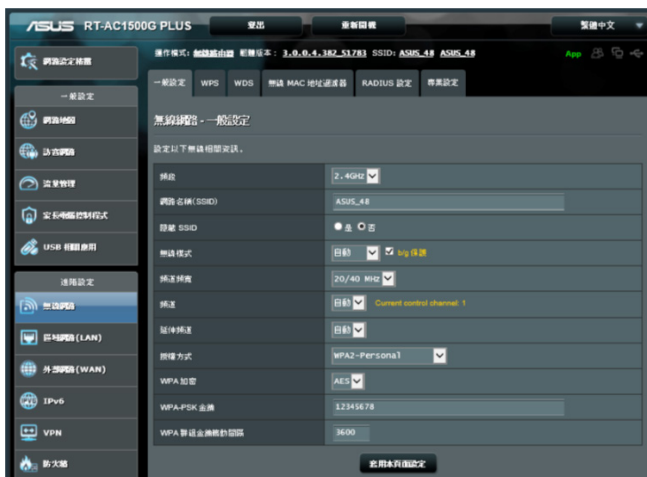 ASUS RT-AC1500G PLUS 登出 重新開機 繁體中文
操作模式: 無線路由器 韌體版本: 3.0.0.4.382_51783 SSID: ASUS_48 ASUS_48 App
網路設定精靈
一般設定
網路地圖
訪客網路
流量管理
家長電腦控制程式
USB 相關應用
進階設定
無線網路
區域網路(LAN)
外部網路(WAN)
IPv6
VPN
防火牆
一般設定 WPS WDS 無線 MAC 地址過濾器 RADIUS 設定 專業設定
無線網路 - 一般設定
設定以下無線相關資訊。
頻段 2.4GHz
網路名稱(SSID) ASUS_48
隱藏 SSID 是 否
無線模式 自動 b/g 保護
頻道頻寬 20/40 MHz
頻道 自動 Current control channel: 1
延伸頻道 自動
授權方式 WPA2-Personal
WPA 加密 AES
WPA-PSK 金鑰 12345678
WPA 群組金鑰機動間隔 3600
套用本頁面設定